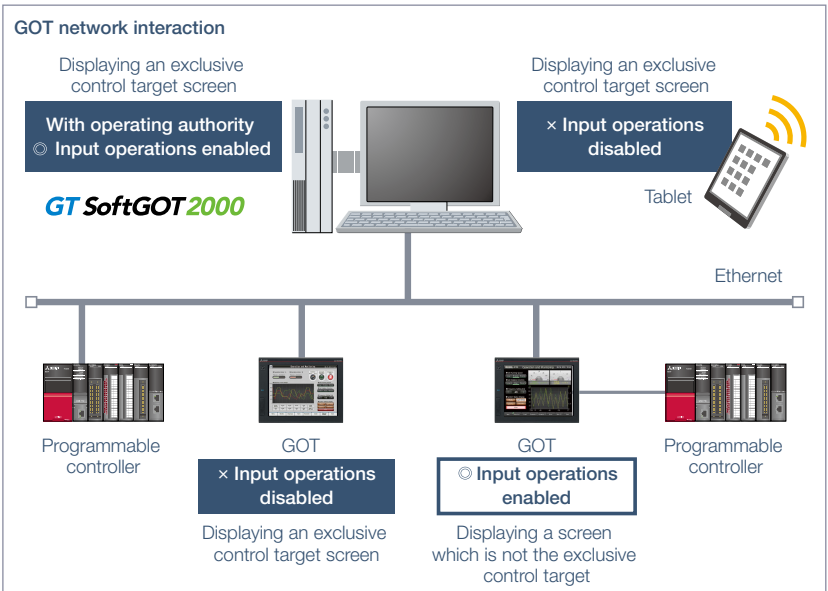 GOT network interaction
Displaying an exclusive
control target screen
With operating authority
◎ Input operations enabled
GT SoftGOT2000
Displaying an exclusive
control target screen
× Input operations
disabled
Tablet
Ethernet
Programmable
controller
GOT
× Input operations
disabled
Displaying an exclusive
control target screen
GOT
◎ Input operations
enabled
Displaying a screen
which is not the exclusive
control target
Programmable
controller